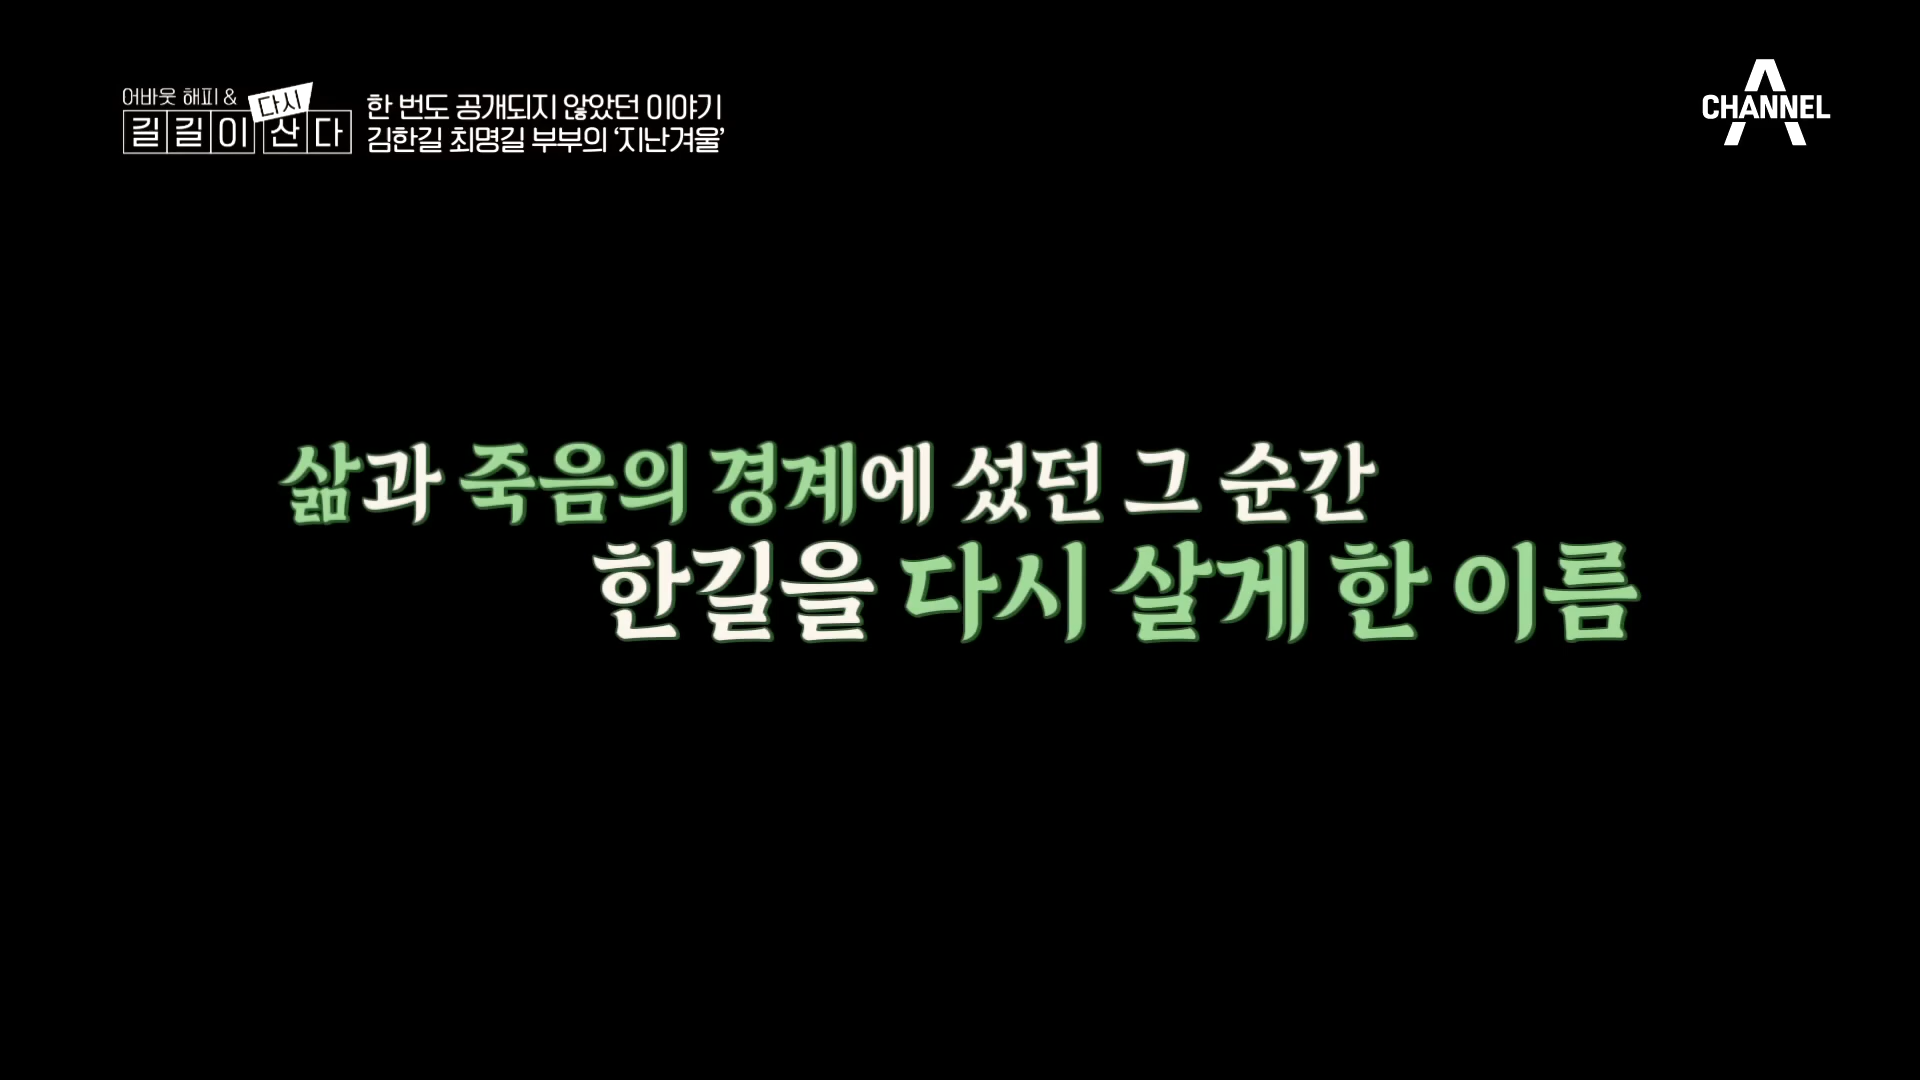 어바웃 해피 & 다시
길길이 산다
한 번도 공개되지 않았던 이야기
김한길 최명길 부부의 ‘지난겨울’
CHANNEL A
삶과 죽음의 경계에 섰던 그 순간
한길을 다시 살게 한 이름